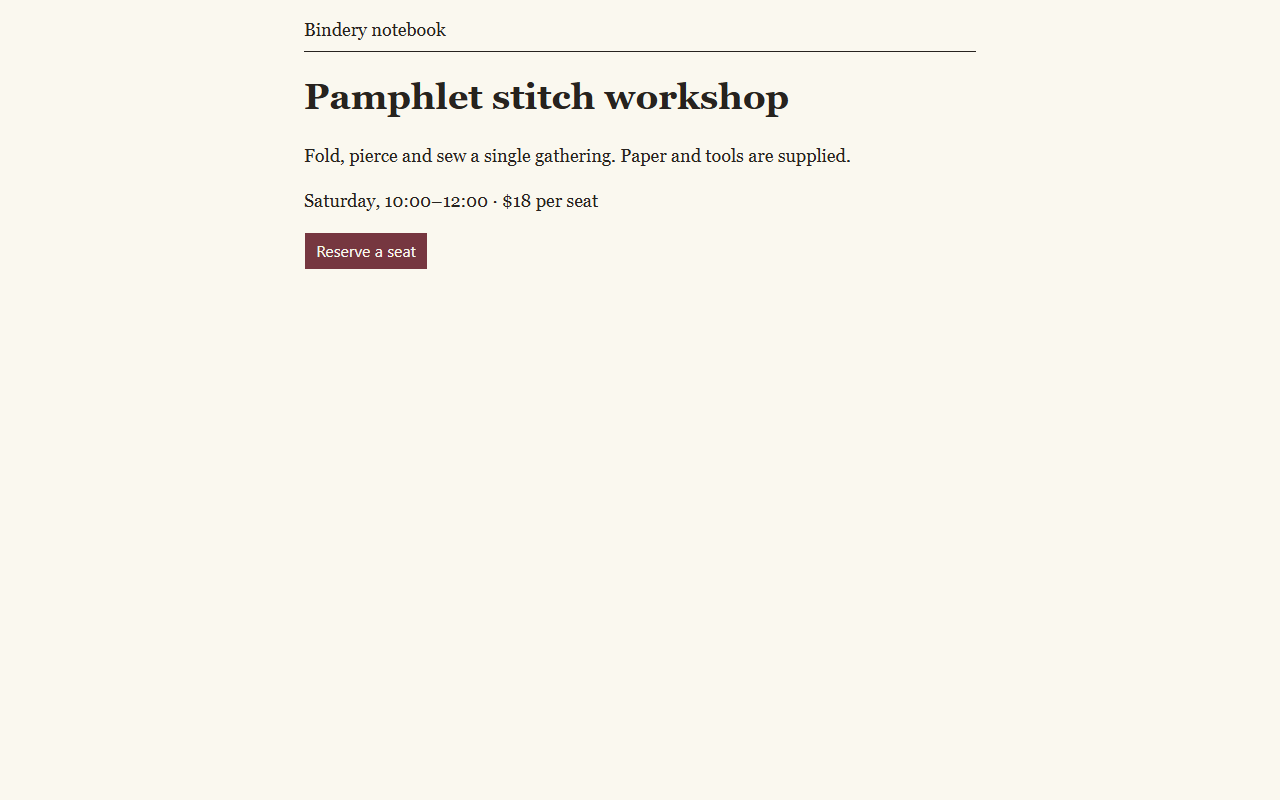 Bindery notebook
Pamphlet stitch workshop
Fold, pierce and sew a single gathering. Paper and tools are supplied.
Saturday, 10:00–12:00 · $18 per seat
Reserve a seat